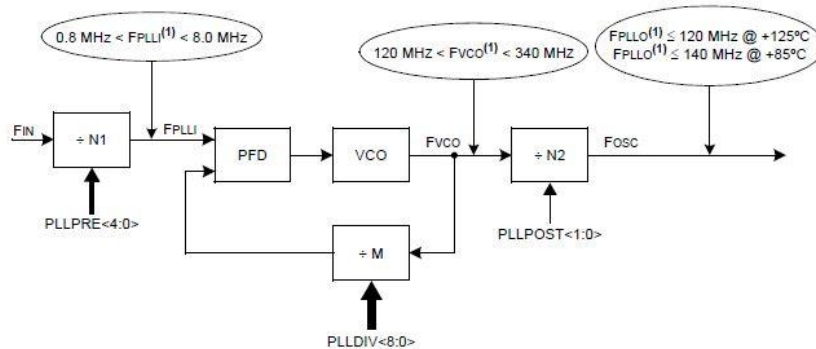 0.8 MHz < FPLLI(1) < 8.0 MHz
120 MHz < FVCO(1) < 340 MHz
FPLLO(1) ≤ 120 MHz @ +125ºC
FPLLO(1) ≤ 140 MHz @ +85ºC
FIN
÷ N1
FPLLI
PFD
VCO
FVCO
÷ N2
FOSC
PLLPRE<4:0>
PLLPOST<1:0>
÷ M
PLLDIV<8:0>